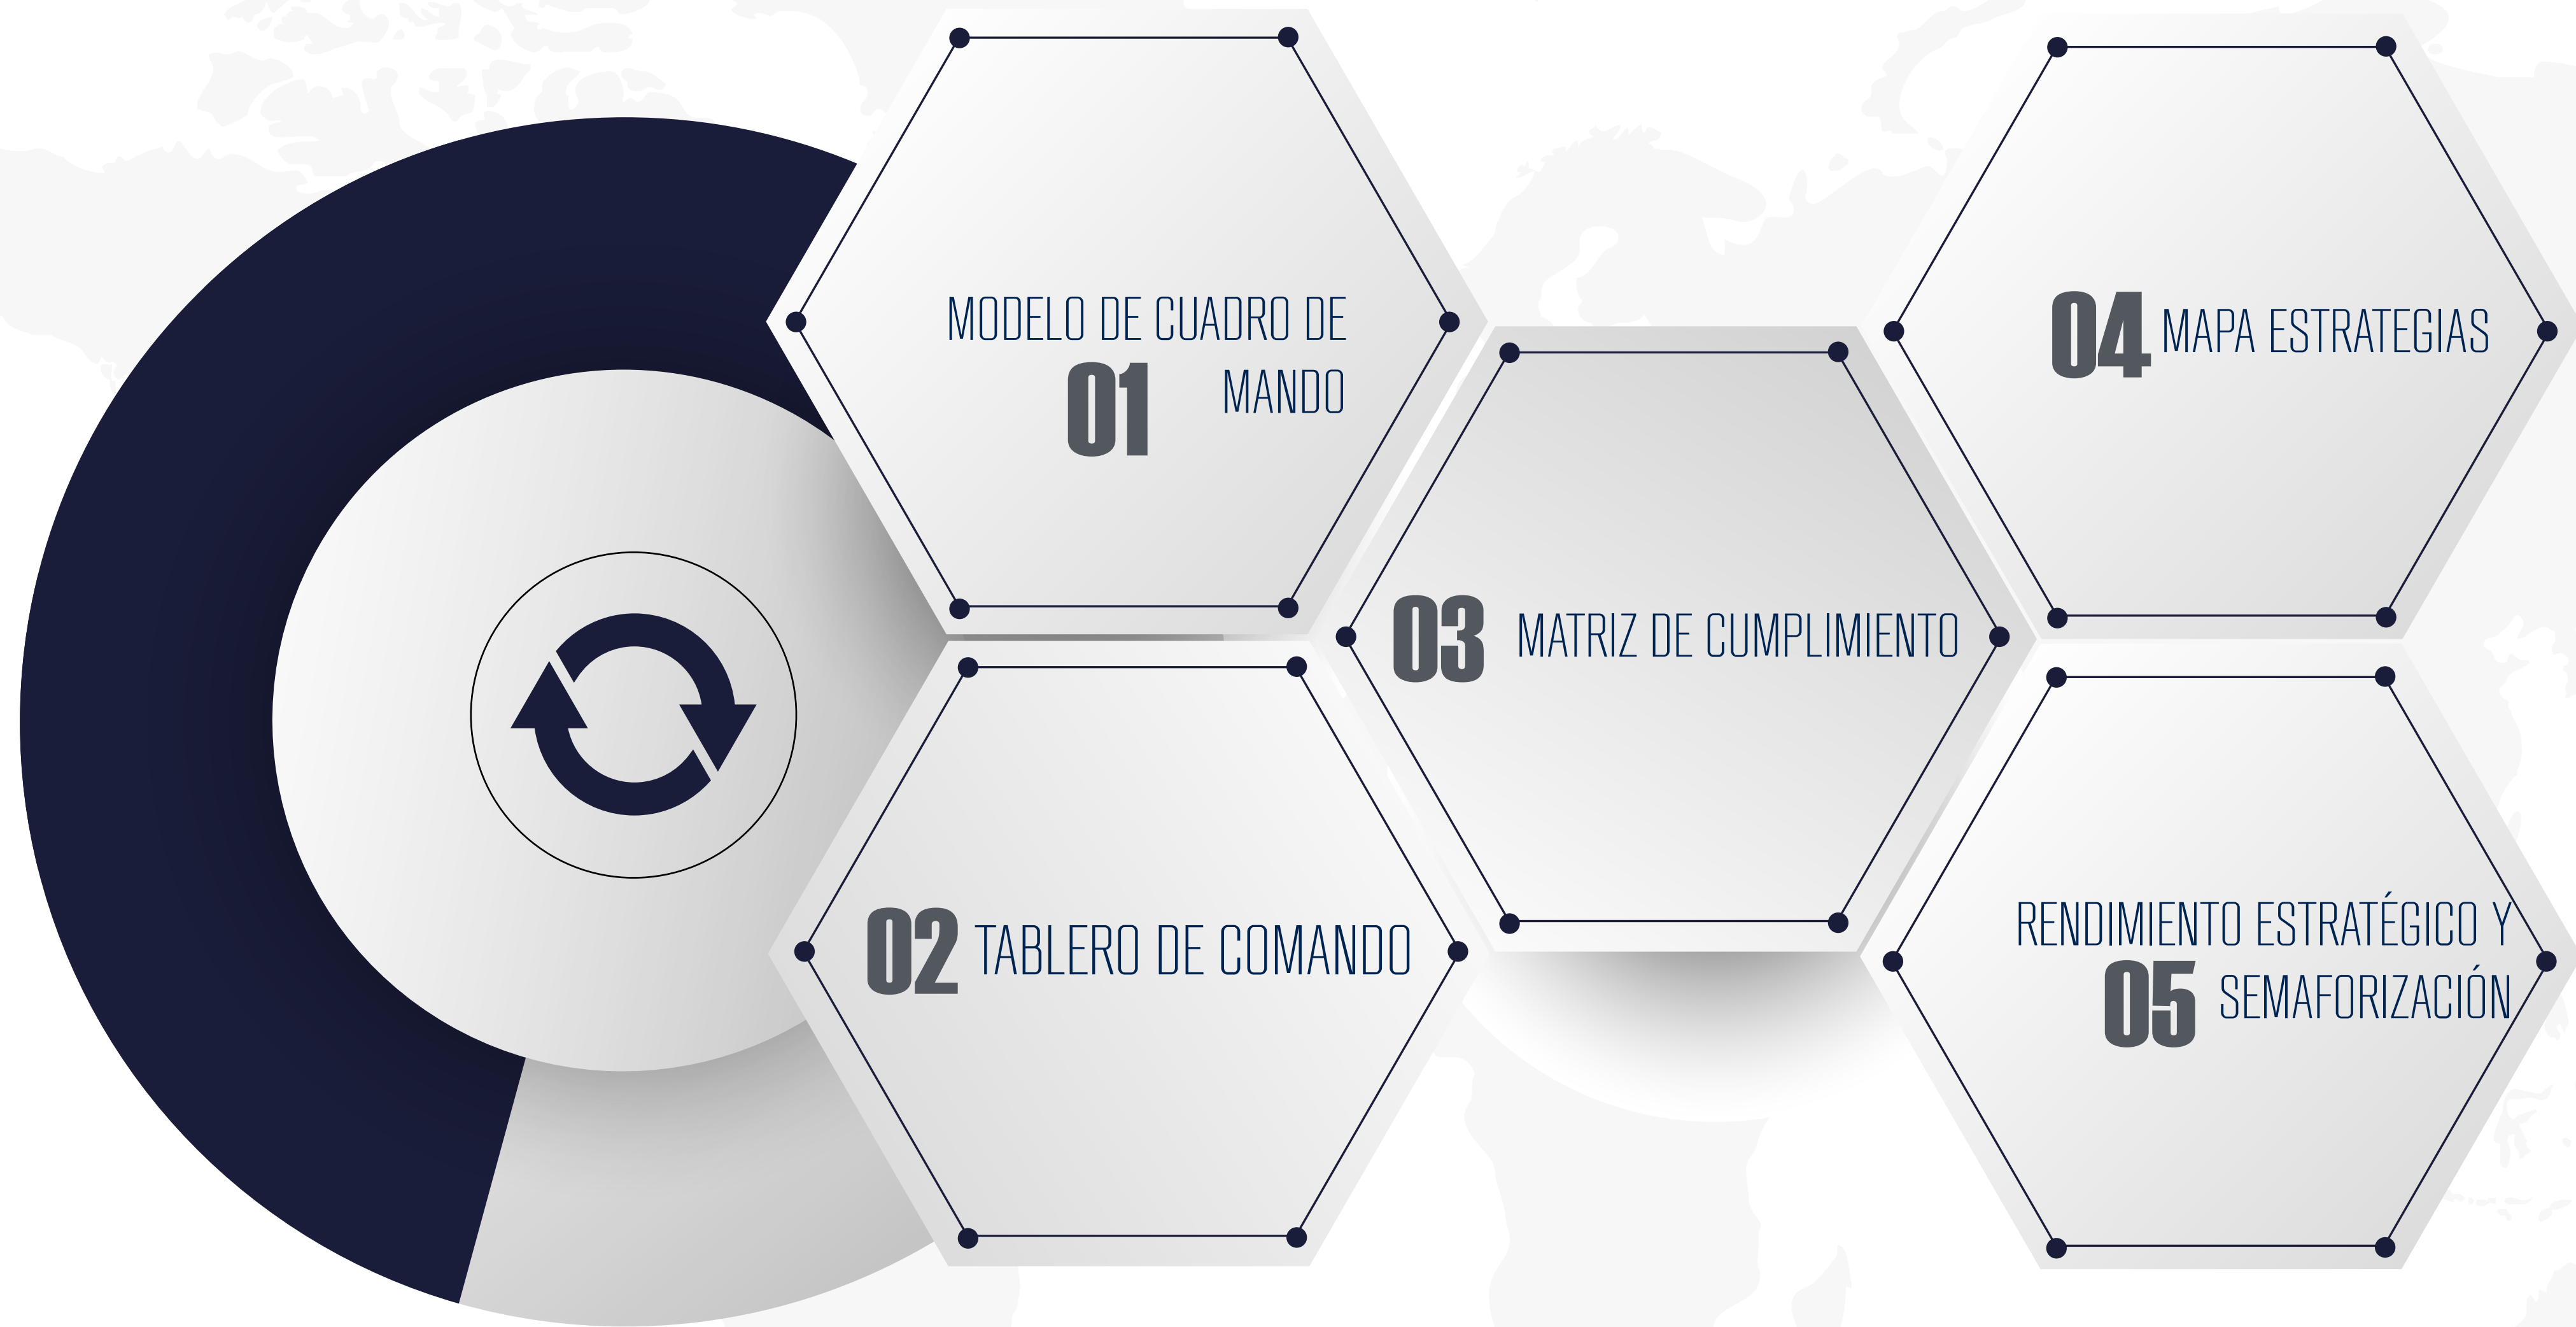 MODELO DE CUADRO DE
01 MANDO
02 TABLERO DE COMANDO
03 MATRIZ DE CUMPLIMIENTO
04 MAPA ESTRATEGIAS
RENDIMIENTO ESTRATÉGICO Y
05 SEMAFORIZACIÓN